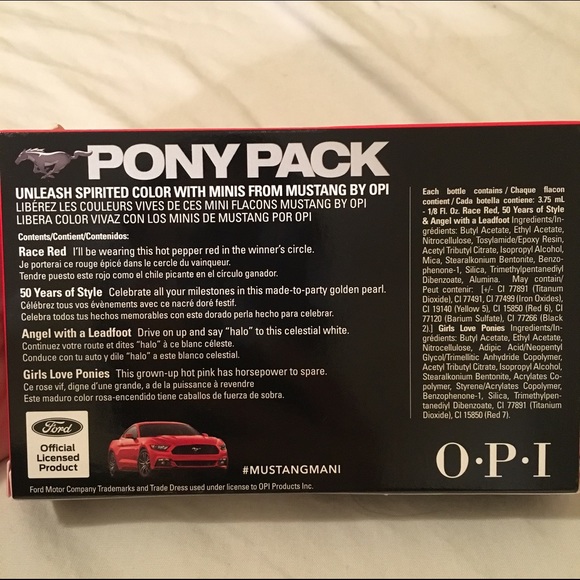 PONY PACK
UNLEASH SPIRITED COLOR WITH MINIS FROM MUSTANG BY OPI
LIBÉREZ LES COULEURS VIVES DE CES MINI FLACONS MUSTANG BY OPI
LIBERA COLOR VIVAZ CON LOS MINIS DE MUSTANG POR OPI
Contents/Contient/Contenidos:
Race Red I'll be wearing this hot pepper red in the winner's circle.
Je porterai ce rouge épicé dans le cercle du vainqueur.
Tendre puesto este rojo como el chile picante en el círculo ganador.
50 Years of Style Celebrate all your milestones in this made-to-party golden pearl.
Célébrez tous vos évènements avec ce nacré doré festif.
Celebra todos tus hechos memorables con este dorado perla hecho para celebrar.
Angel with a Leadfoot Drive on up and say "halo" to this celestial white.
Continuez votre route et dites "halo" à ce blanc céleste.
Conduce con tu auto y dile "halo" a este blanco celestial.
Girls Love Ponies This grown-up hot pink has horsepower to spare.
Ce rose vif, digne d'une grande, a de la puissance à revendre
Este maduro color rosa-encendido tiene caballos de fuerza de sobra.
Ford
Official
Licensed
Product
#MUSTANGMANI
Ford Motor Company Trademarks and Trade Dress used under license to OPI Products Inc.
Each bottle contains / Chaque flacon
contient / Cada botella contiene: 3.75 mL
- 1/8 Fl. Oz. Race Red, 50 Years of Style
& Angel with a Leadfoot Ingredients/In-
grédients: Butyl Acetate, Ethyl Acetate,
Nitrocellulose, Tosylamide/Epoxy Resin,
Acetyl Tributyl Citrate, Isopropyl Alcohol,
Mica, Stearalkonium Bentonite, Benzo-
phenone-1, Silica, Trimethylpentanediyl
Dibenzoate, Alumina. May contain/
Peut contenir: [+/- CI 77891 (Titanium
Dioxide), CI 77491, CI 77499 (Iron Oxides),
CI 19140 (Yellow 5), CI 15850 (Red 6), CI
77120 (Barium Sulfate), CI 77266 (Black
2).] Girls Love Ponies Ingredients/In-
grédients: Butyl Acetate, Ethyl Acetate,
Nitrocellulose, Adipic Acid/Neopentyl
Glycol/Trimellitic Anhydride Copolymer,
Acetyl Tributyl Citrate, Isopropyl Alcohol,
Stearalkonium Bentonite, Acrylates Co-
polymer, Styrene/Acrylates Copolymer,
Benzophenone-1, Silica, Trimethylpen-
tanediyl Dibenzoate, CI 77891 (Titanium
Dioxide), CI 15850 (Red 7).
O·P·I